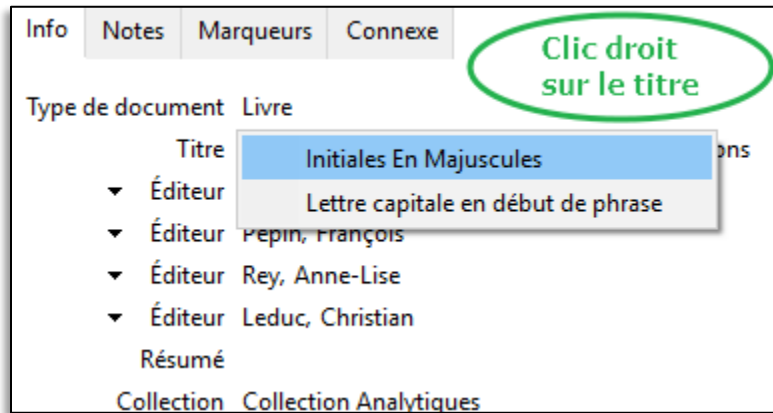 Info Notes Marqueurs Connexe
Clic droit
sur le titre
Type de document Livre
Titre
Initiales En Majuscules
Éditeur
Lettre capitale en début de phrase
Éditeur Pépin, François
Éditeur Rey, Anne-Lise
Éditeur Leduc, Christian
Résumé
Collection Collection Analytiques